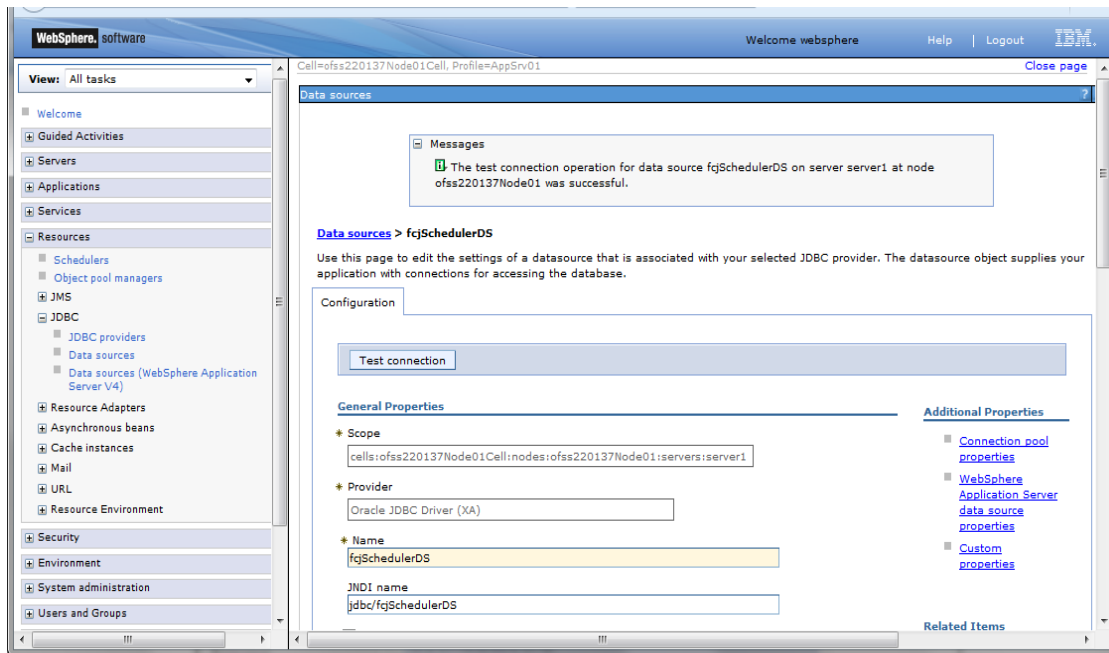 WebSphere. software
Welcome websphere
Help | Logout
IBM.
View: All tasks
Welcome
Guided Activities
Servers
Applications
Services
Resources
Schedulers
Object pool managers
JMS
JDBC
JDBC providers
Data sources
Data sources (WebSphere Application
Server V4)
Resource Adapters
Asynchronous beans
Cache instances
Mail
URL
Resource Environment
Security
Environment
System administration
Users and Groups
Cell=ofss220137Node01Cell, Profile=AppSrv01
Close page
Data sources
?
Messages
The test connection operation for data source fcjSchedulerDS on server server1 at node
ofss220137Node01 was successful.
Data sources > fcjSchedulerDS
Use this page to edit the settings of a datasource that is associated with your selected JDBC provider. The datasource object supplies your
application with connections for accessing the database.
Configuration
Test connection
General Properties
* Scope
cells:ofss220137Node01Cell:nodes:ofss220137Node01:servers:server1
* Provider
Oracle JDBC Driver (XA)
* Name
fcjSchedulerDS
JNDI name
jdbc/fcjSchedulerDS
Additional Properties
Connection pool
properties
WebSphere
Application Server
data source
properties
Custom
properties
Related Items